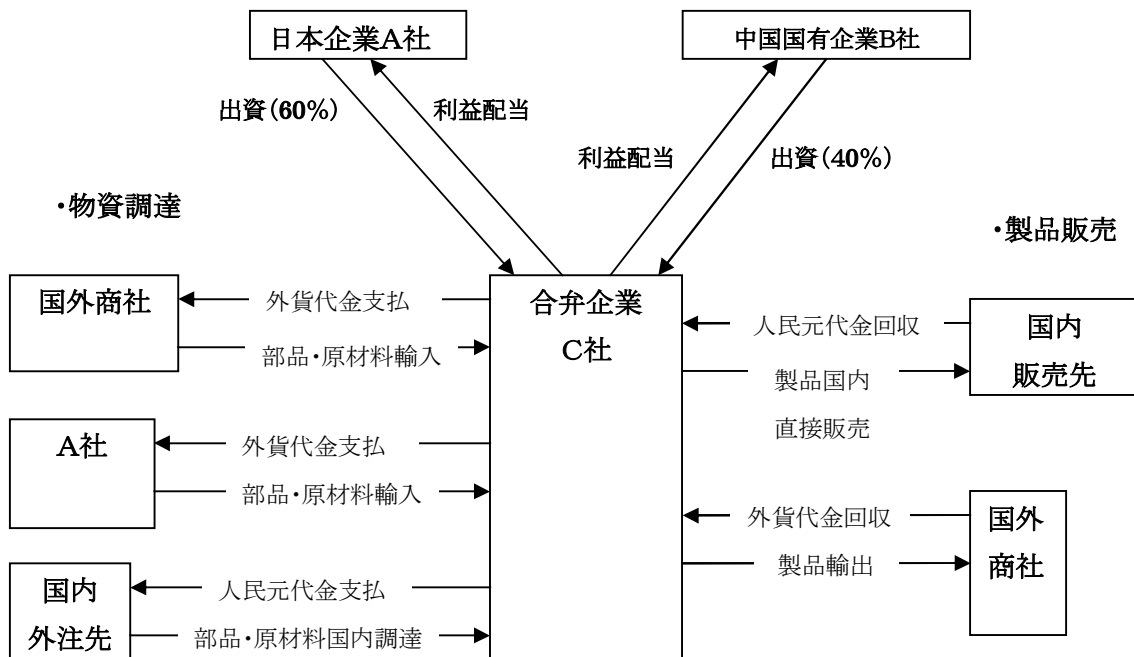 日本企業A社
中国国有企業B社
出資(60%)
利益配当
利益配当
出資(40%)
・物資調達
・製品販売
国外商社
外貨代金支払
部品・原材料輸入
合弁企業
C社
人民元代金回収
製品国内
直接販売
国内
販売先
A社
外貨代金支払
部品・原材料輸入
外貨代金回収
製品輸出
国外
商社
国内
外注先
人民元代金支払
部品・原材料国内調達